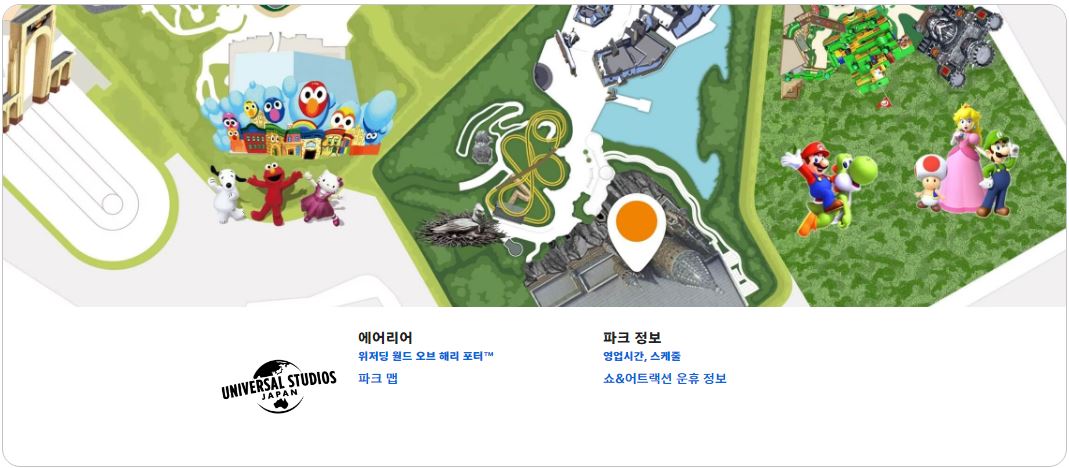 에어리어
위저딩 월드 오브 해리 포터™
파크 맵
파크 정보
영업시간, 스케줄
쇼&어트랙션 운휴 정보
UNIVERSAL STUDIOS
JAPAN